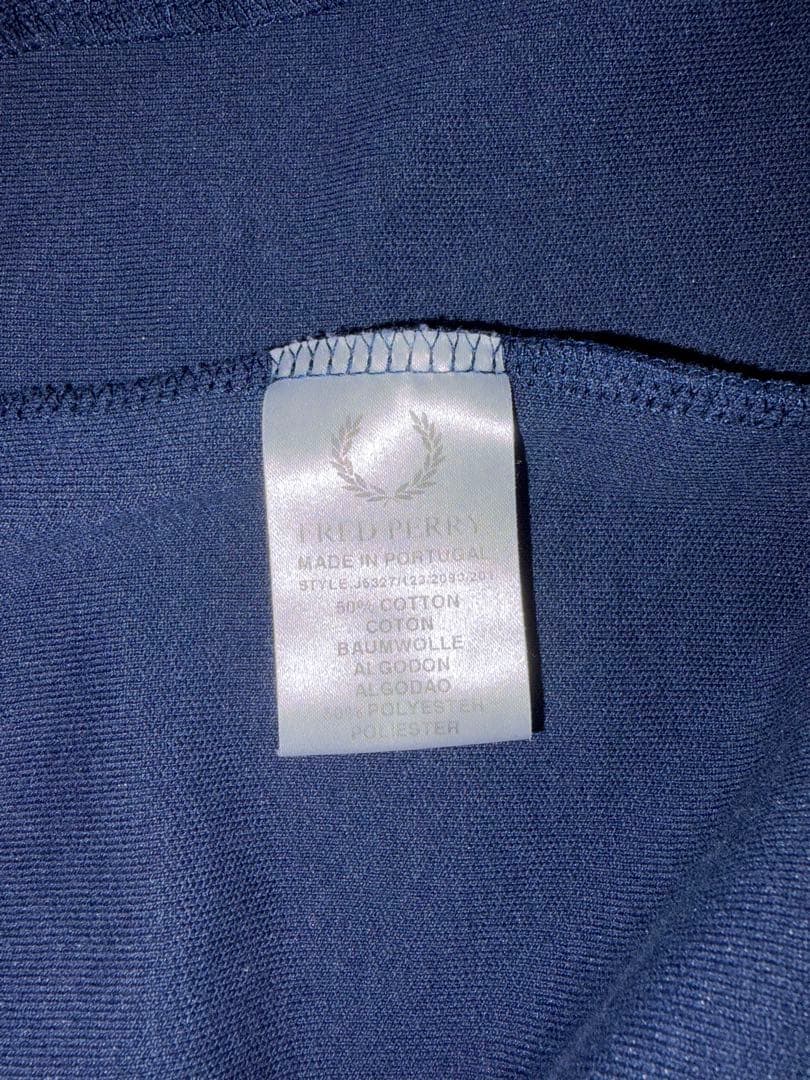 FRED PERRY
MADE IN PORTUGAL
STYLE
50% COTTON
COTON
BAUMWOLLE
ALGODON
ALGODAO
POLYESTER
POLIESTER